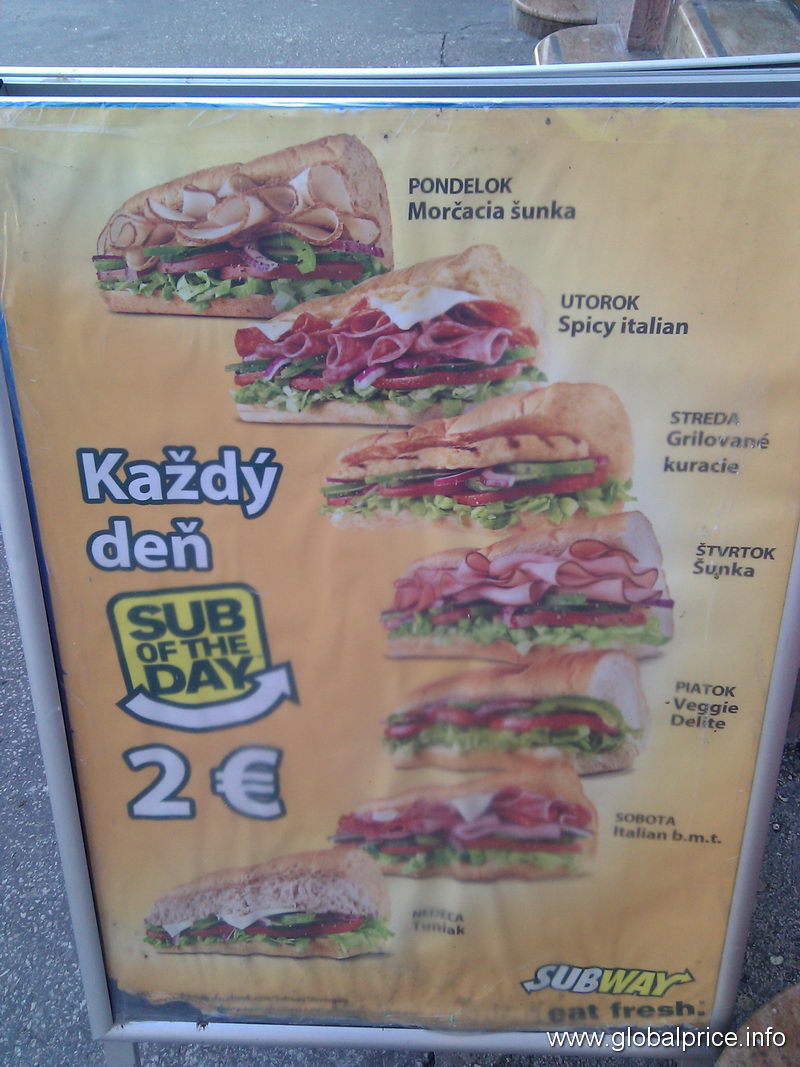 PONDELOK
Morčacia šunka
UTOROK
Spicy italian
STREDA
Grilované
kuracie
ŠTVRTOK
Šunka
PIATOK
Veggie
Delite
SOBOTA
Italian b.m.t.
NEDEĽA
Tuniak
Každý
deň
SUB
OF THE
DAY
2 €
SUBWAY
eat fresh.
www.globalprice.info